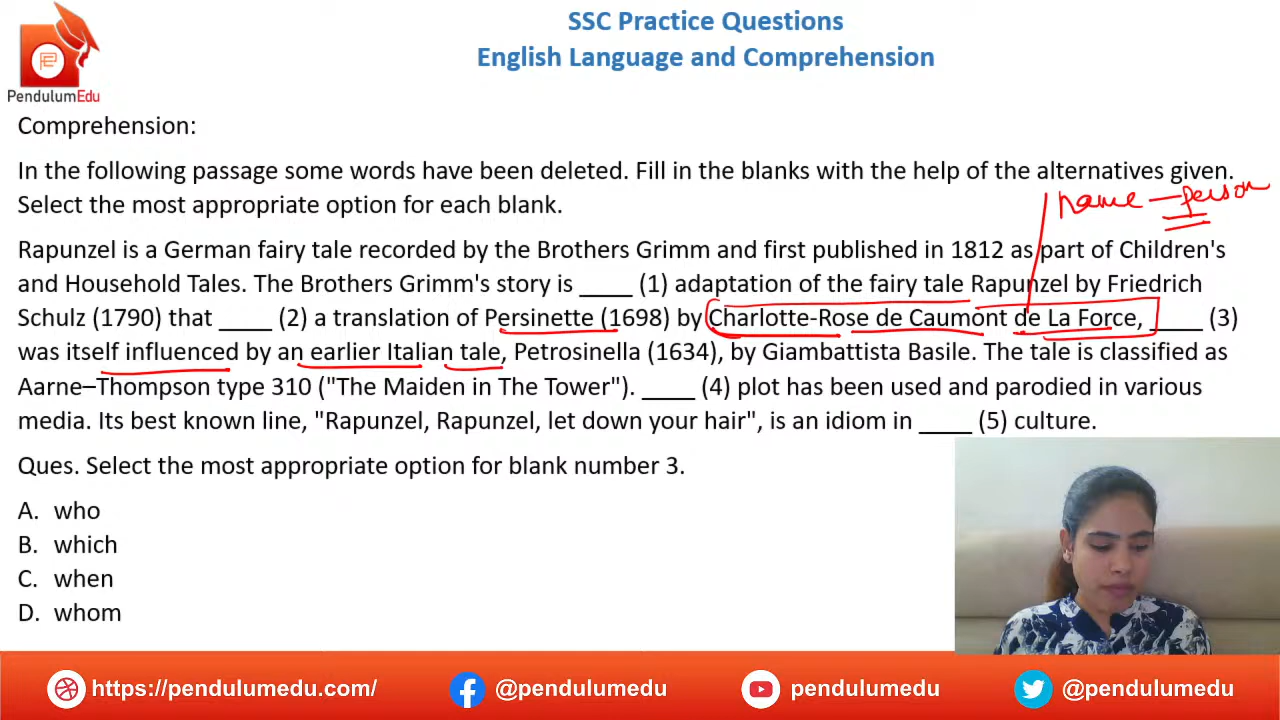 SSC Practice Questions
English Language and Comprehension
PendulumEdu
Comprehension:
In the following passage some words have been deleted. Fill in the blanks with the help of the alternatives given.
Select the most appropriate option for each blank.
name — person
Rapunzel is a German fairy tale recorded by the Brothers Grimm and first published in 1812 as part of Children's
and Household Tales. The Brothers Grimm's story is ____ (1) adaptation of the fairy tale Rapunzel by Friedrich
Schulz (1790) that ____ (2) a translation of Persinette (1698) by Charlotte-Rose de Caumont de La Force, ____ (3)
was itself influenced by an earlier Italian tale, Petrosinella (1634), by Giambattista Basile. The tale is classified as
Aarne–Thompson type 310 ("The Maiden in The Tower"). ____ (4) plot has been used and parodied in various
media. Its best known line, "Rapunzel, Rapunzel, let down your hair", is an idiom in ____ (5) culture.
Ques. Select the most appropriate option for blank number 3.
A. who
B. which
C. when
D. whom
https://pendulumedu.com/ @pendulumedu pendulumedu @pendulumedu